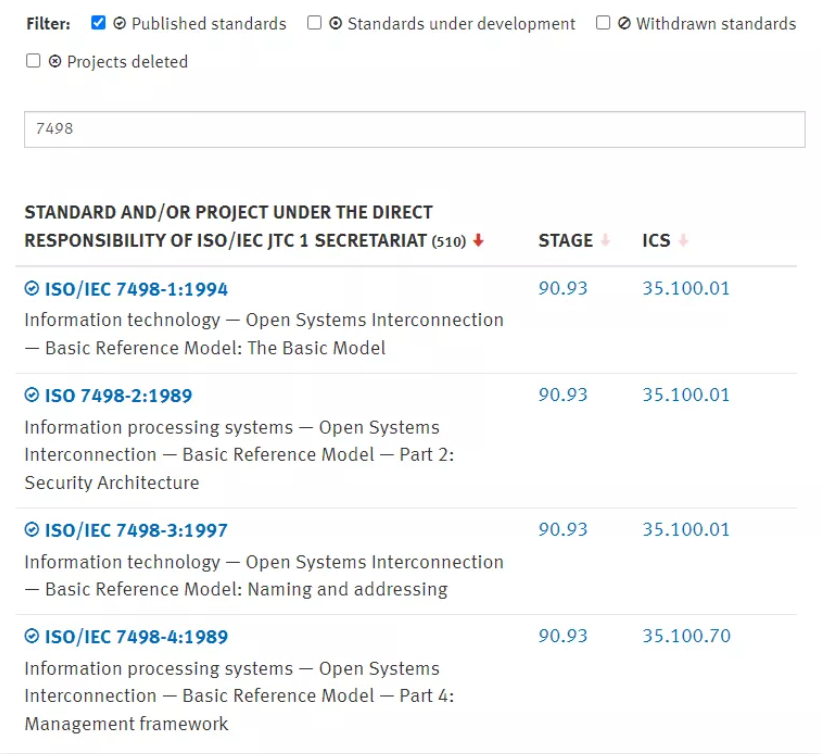 Filter: Published standards Standards under development Withdrawn standards
Projects deleted
7498
STANDARD AND/OR PROJECT UNDER THE DIRECT
RESPONSIBILITY OF ISO/IEC JTC 1 SECRETARIAT (510) STAGE ICS
ISO/IEC 7498-1:1994 90.93 35.100.01
Information technology — Open Systems Interconnection
— Basic Reference Model: The Basic Model
ISO 7498-2:1989 90.93 35.100.01
Information processing systems — Open Systems
Interconnection — Basic Reference Model — Part 2:
Security Architecture
ISO/IEC 7498-3:1997 90.93 35.100.01
Information technology — Open Systems Interconnection
— Basic Reference Model: Naming and addressing
ISO/IEC 7498-4:1989 90.93 35.100.70
Information processing systems — Open Systems
Interconnection — Basic Reference Model — Part 4:
Management framework